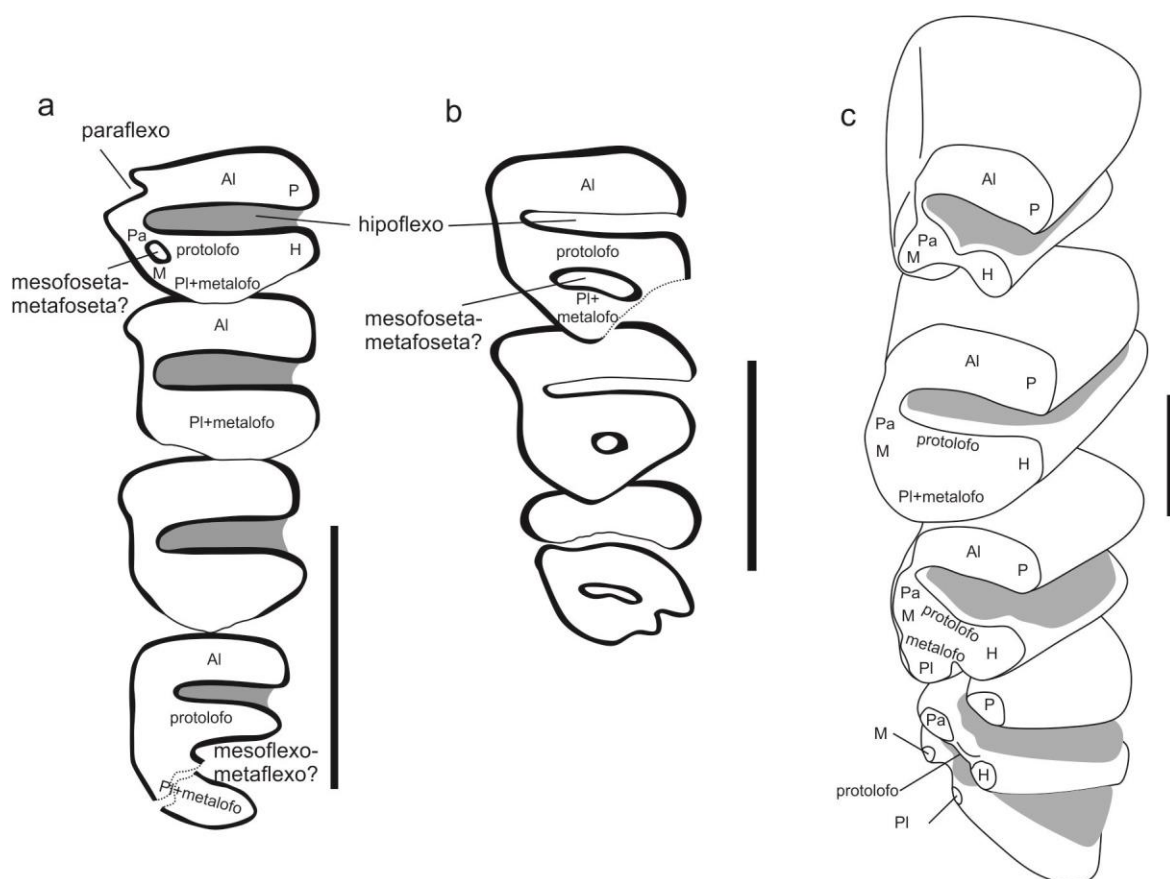 a
paraflexo
Al
P
hipoflexo
Pa
protolofo
H
mesofoseta-
metafoseta?
M
Pl+metalofo
Al
Pl+metalofo
Al
protolofo
mesoflexo-
metaflexo?
Pl+metalofo
b
Al
protolofo
mesofoseta-
metafoseta?
Pl+
metalofo
c
Al
P
Pa
M
H
Al
P
Pa
M
protolofo
H
Pl+metalofo
Al
P
Pa
M
protolofo
metalofo
H
Pl
P
Pa
M
H
protolofo
Pl